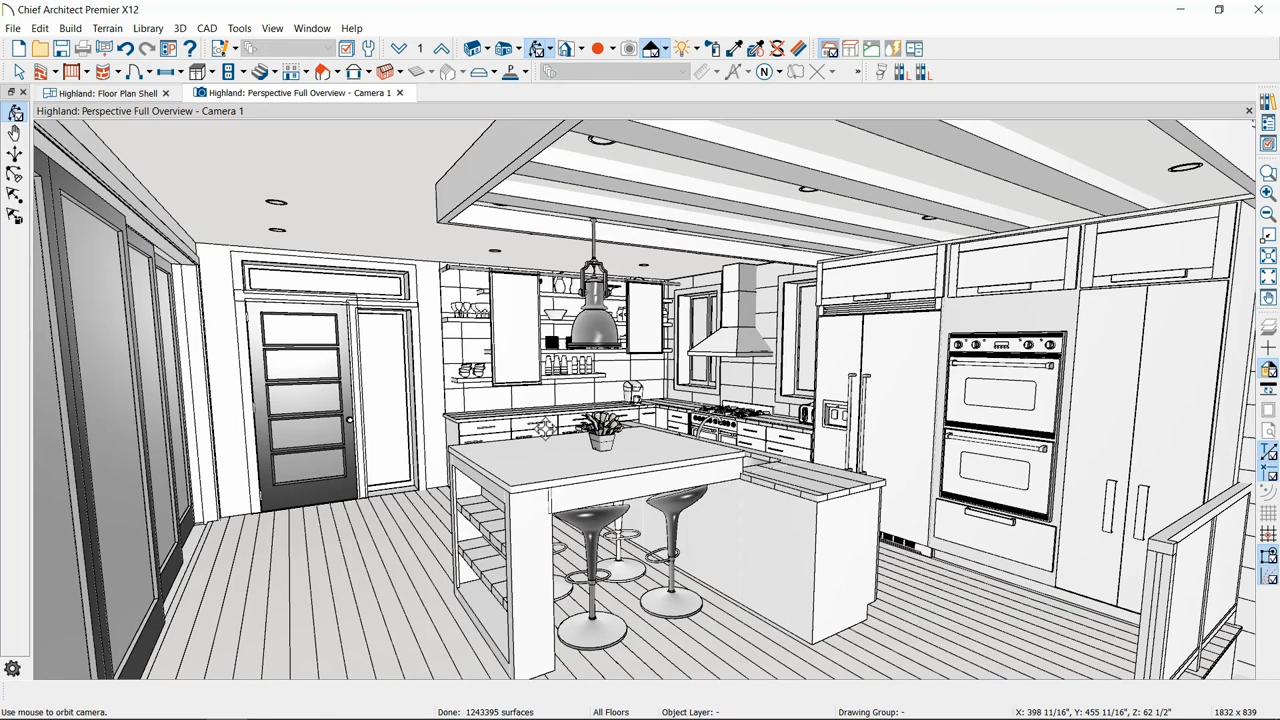 Chief Architect Premier X12
File Edit Build Terrain Library 3D CAD Tools View Window Help
1
Highland: Floor Plan Shell
Highland: Perspective Full Overview - Camera 1
Highland: Perspective Full Overview - Camera 1
Use mouse to orbit camera.
Done: 1243395 surfaces
All Floors
Object Layer: -
Drawing Group: -
X: 398 11/16", Y: 455 11/16", Z: 62 1/2"
1832 x 839